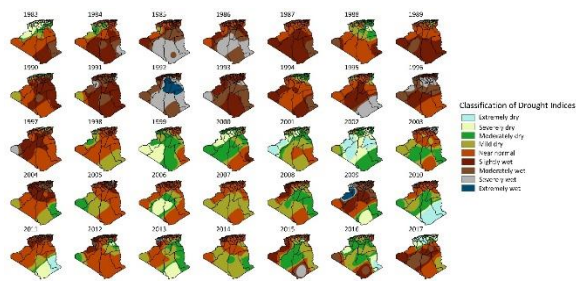 1983 1984 1985 1986 1987 1988 1989
1990 1991 1992 1993 1994 1995 1996
1997 1998 1999 2000 2001 2002 2003
2004 2005 2006 2007 2008 2009 2010
2011 2012 2013 2014 2015 2016 2017
Classification of Drought Indices
Extremely dry
Severely dry
Moderately dry
Mild dry
Near normal
Slightly wet
Moderately wet
Severely wet
Extremely wet